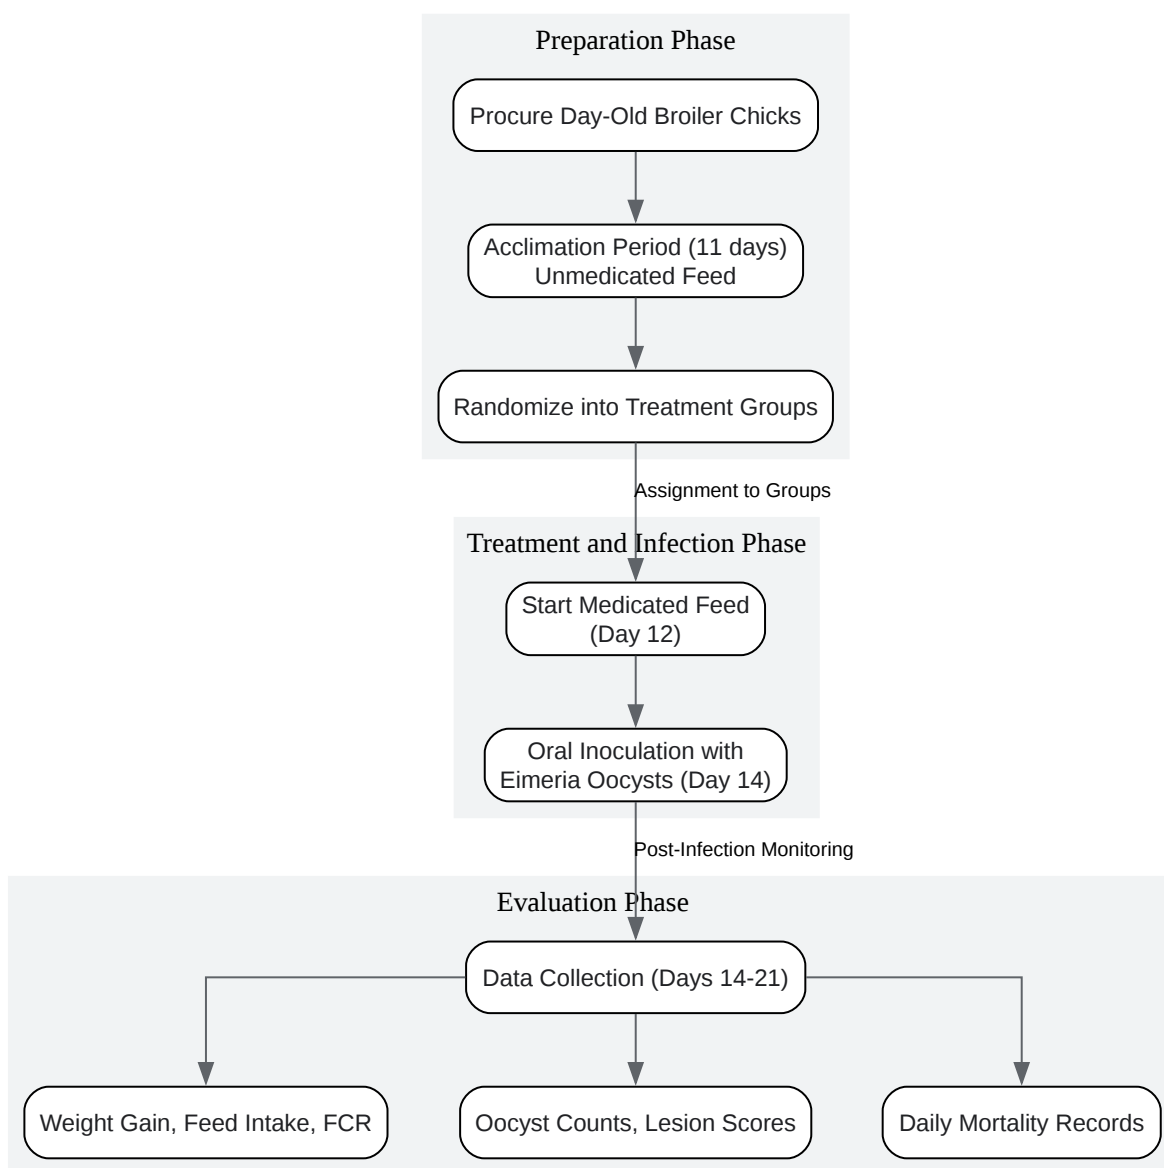 Preparation Phase
Procure Day-Old Broiler Chicks
Acclimation Period (11 days)
Unmedicated Feed
Randomize into Treatment Groups
Assignment to Groups
Treatment and Infection Phase
Start Medicated Feed
(Day 12)
Oral Inoculation with
Eimeria Oocysts (Day 14)
Post-Infection Monitoring
Evaluation Phase
Data Collection (Days 14-21)
Weight Gain, Feed Intake, FCR
Oocyst Counts, Lesion Scores
Daily Mortality Records